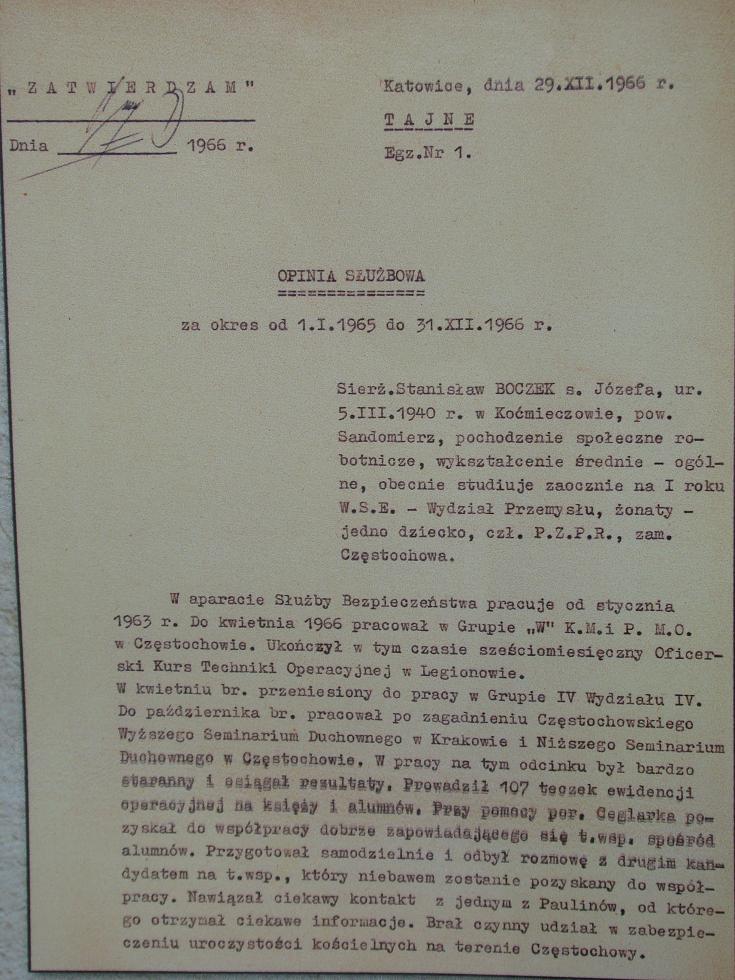 „ZATWIERDZAM"
Katowice, dnia 29.XII.1966 r.
TAJNE
Dnia 1966 r.
Egz.Nr 1.
OPINIA SŁUŻBOWA
===============
za okres od 1.I.1965 do 31.XII.1966 r.
Sierż.Stanisław BOCZEK s. Józefa, ur.
5.III.1940 r. w Koćmieczowie, pow.
Sandomierz, pochodzenie społeczne ro-
botnicze, wykształcenie średnie - ogól-
ne, obecnie studiuje zaocznie na I roku
W.S.E. - Wydział Przemysłu, żonaty -
jedno dziecko, czł. P.Z.P.R., zam.
Częstochowa.
W aparacie Służby Bezpieczeństwa pracuje od stycznia
1963 r. Do kwietnia 1966 pracował w Grupie „W" K.M.i P. M.O.
w Częstochowie. Ukończył w tym czasie sześciomiesięczny Oficer-
ski Kurs Techniki Operacyjnej w Legionowie.
W kwietniu br. przeniesiony do pracy w Grupie IV Wydziału IV.
Do października br. pracował po zagadnieniu Częstochowskiego
Wyższego Seminarium Duchownego w Krakowie i Niższego Seminarium
Duchownego w Częstochowie. W pracy na tym odcinku był bardzo
staranny i osiągał rezultaty. Prowadził 107 teczek ewidencji
operacyjnej na księży i alumnów. Przy pomocy por. Ceglarka po-
zyskał do współpracy dobrze zapowiadającego się t.wsp. spośród
alumnów. Przygotował samodzielnie i odbył rozmowę z drugim kan-
dydatem na t.wsp., który niebawem zostanie pozyskany do współ-
pracy. Nawiązał ciekawy kontakt z jednym z Paulinów, od które-
go otrzymał ciekawe informacje. Brał czynny udział w zabezpie-
czeniu uroczystości kościelnych na terenie Częstochowy.